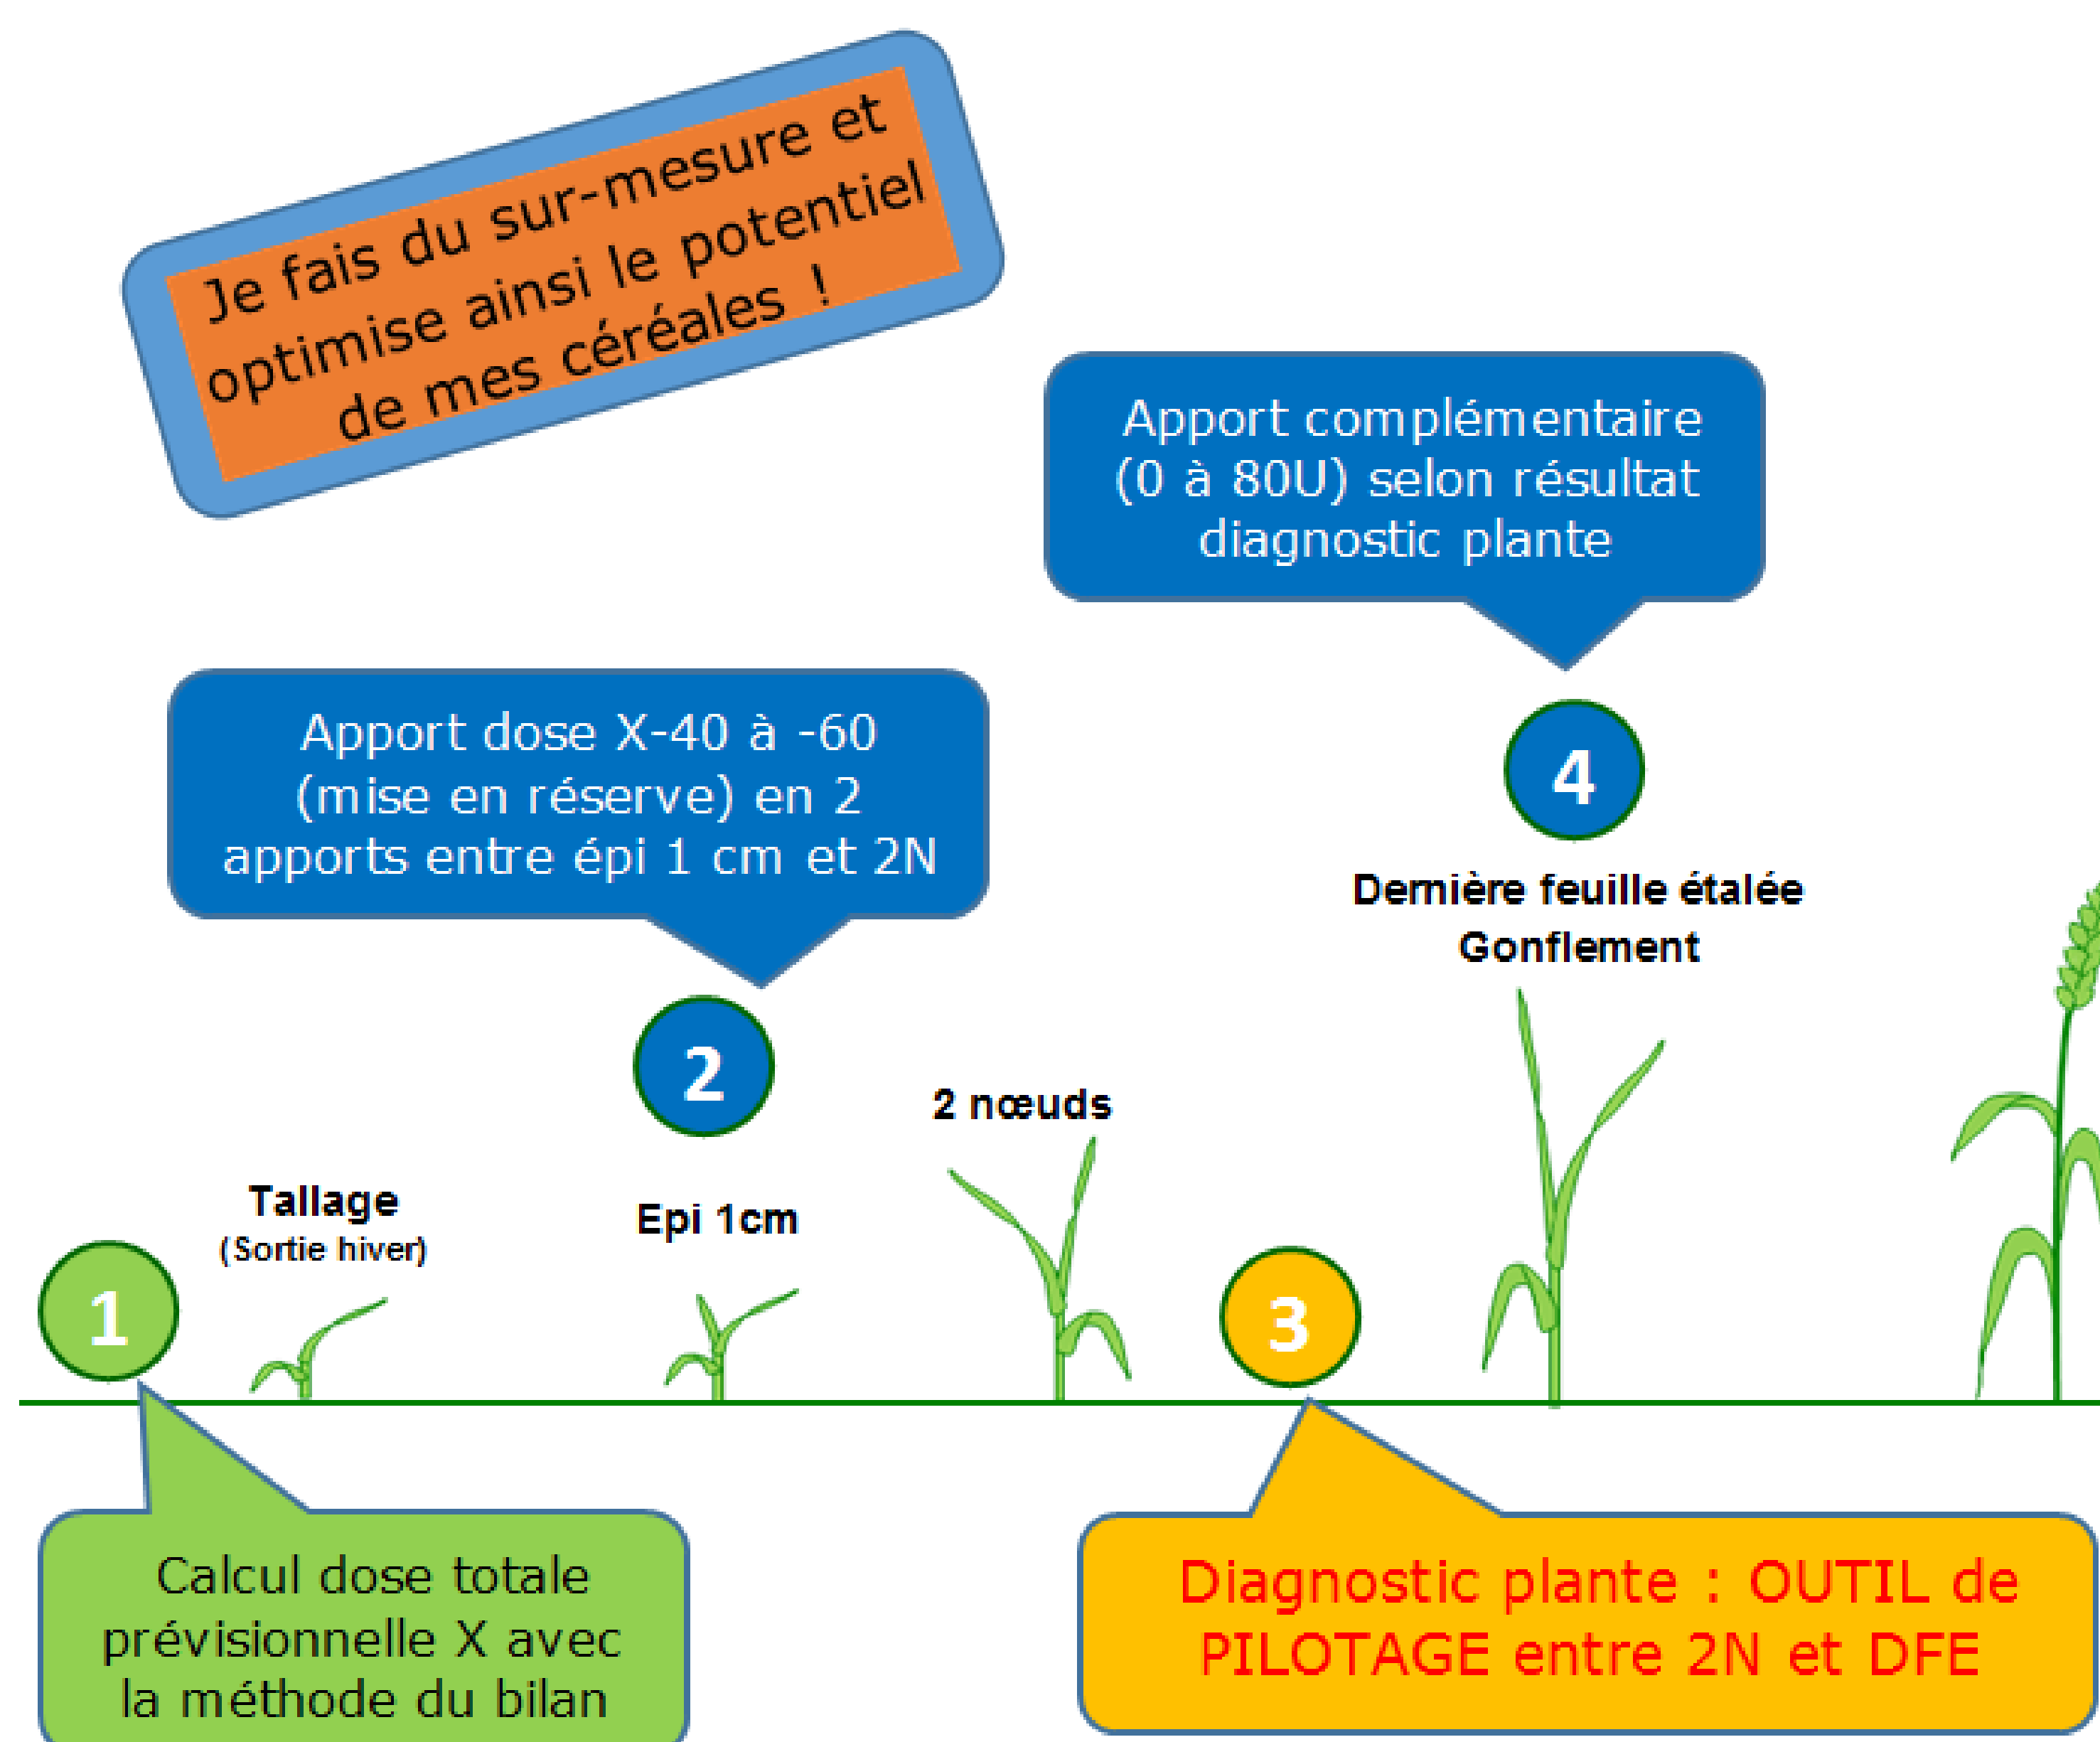 Je fais du sur-mesure et
optimise ainsi le potentiel
de mes céréales !
Apport complémentaire
(0 à 80U) selon résultat
diagnostic plante
Apport dose X-40 à -60
(mise en réserve) en 2
apports entre épi 1 cm et 2N
4
Dernière feuille étalée
Gonflement
2
2 nœuds
Tallage
(Sortie hiver)
Epi 1cm
1
3
Calcul dose totale
prévisionnelle X avec
la méthode du bilan
Diagnostic plante : OUTIL de
PILOTAGE entre 2N et DFE